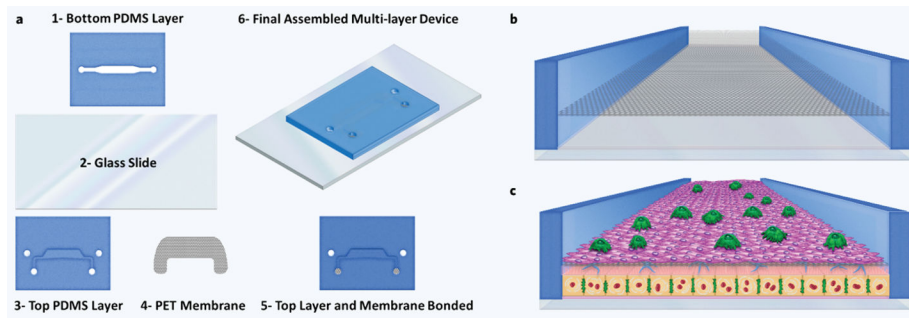 a
1- Bottom PDMS Layer
6- Final Assembled Multi-layer Device
b
2- Glass Slide
c
3- Top PDMS Layer
4- PET Membrane
5- Top Layer and Membrane Bonded